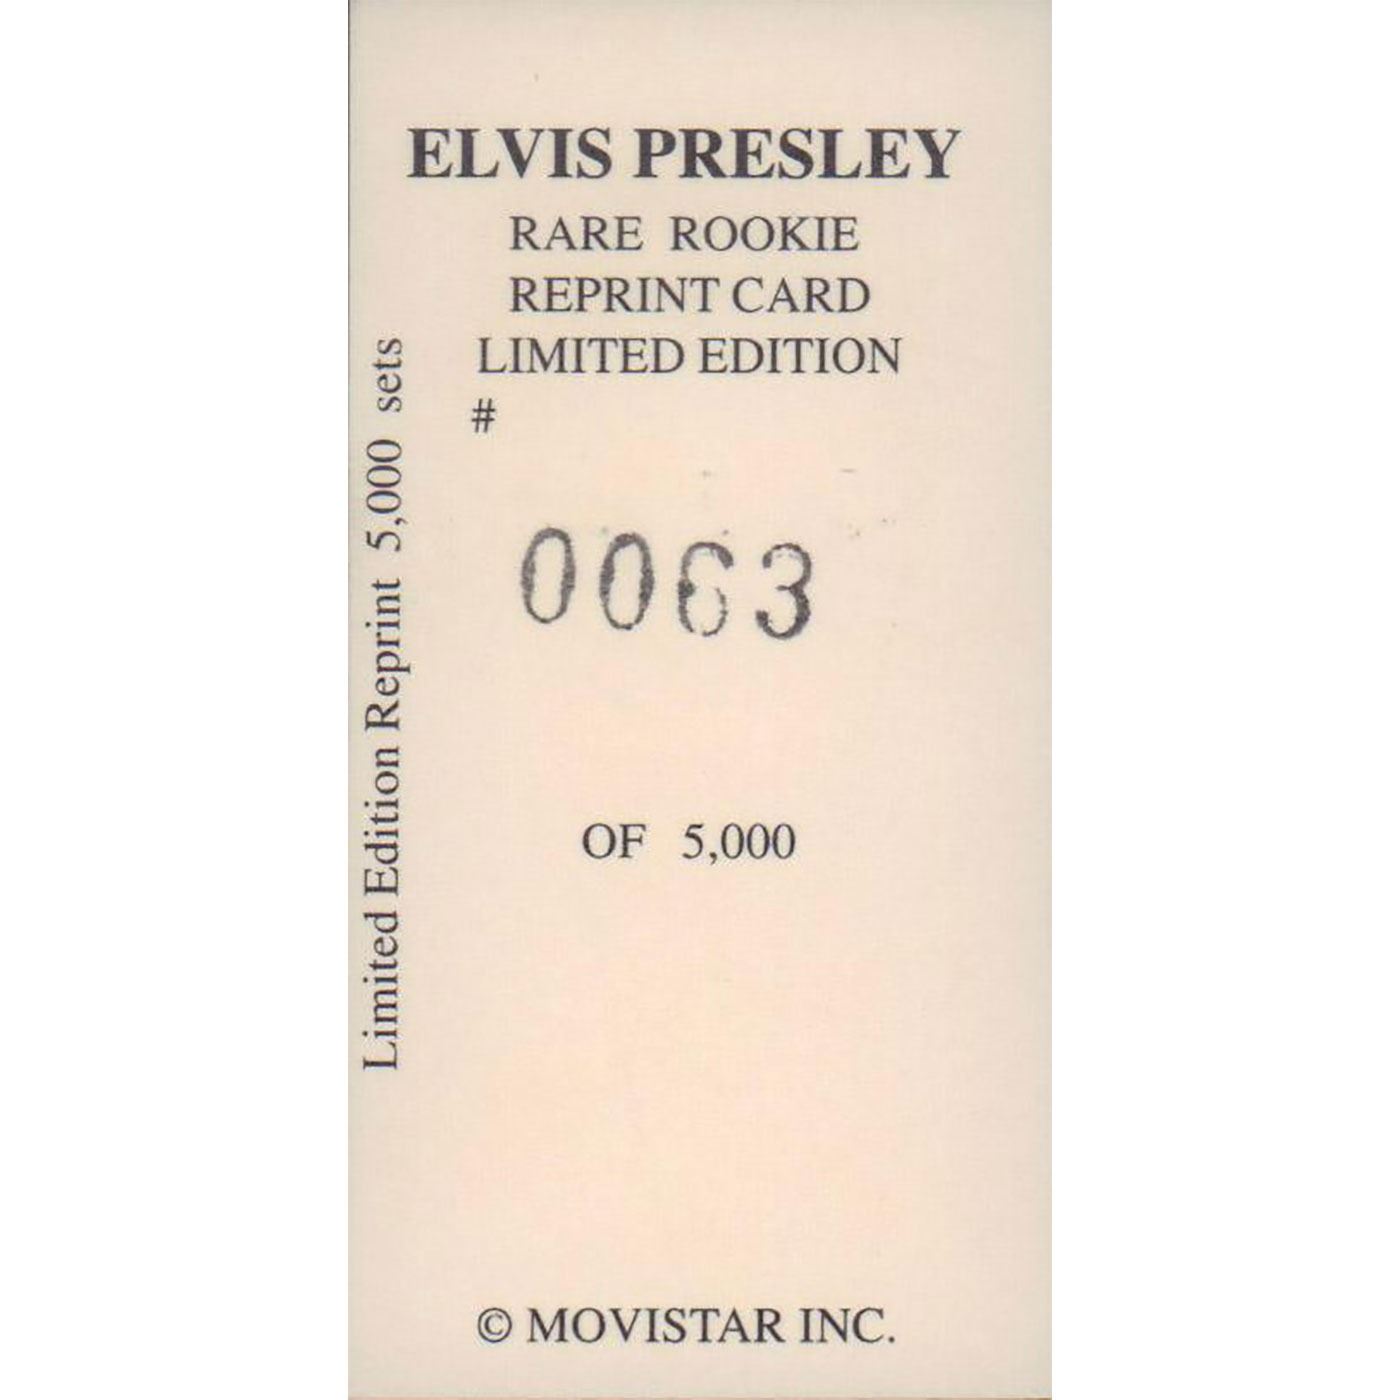 ELVIS PRESLEY
RARE ROOKIE
REPRINT CARD
LIMITED EDITION
#
0063
OF 5,000
© MOVISTAR INC.
Limited Edition Reprint 5,000 sets